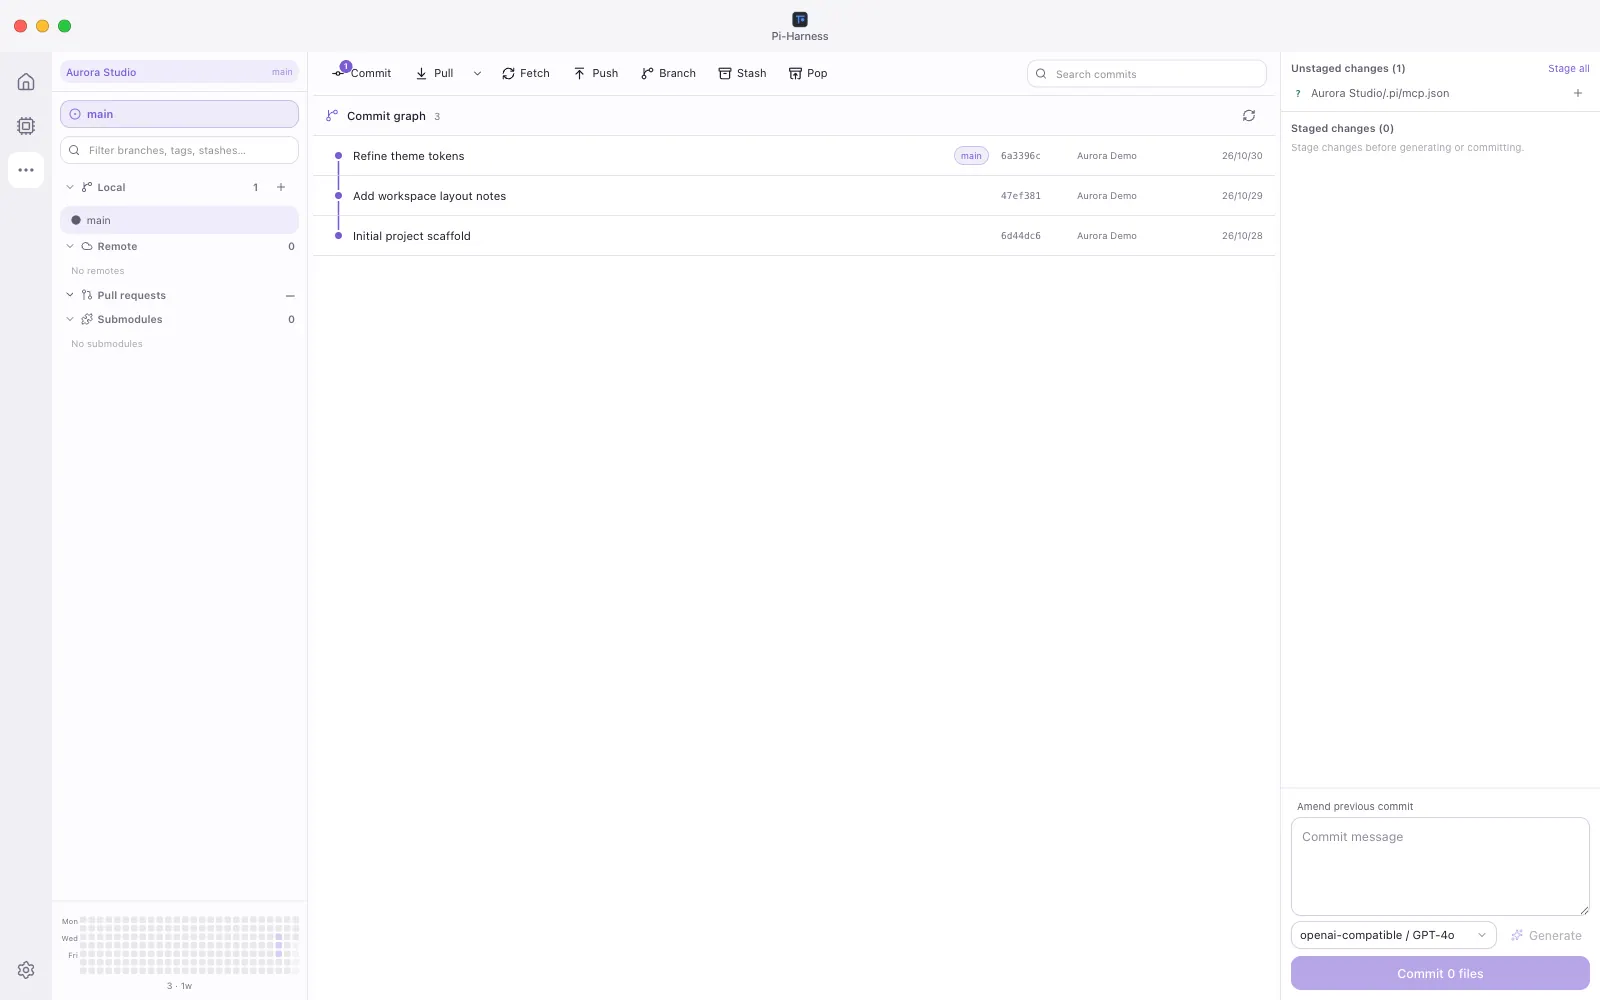 Pi-Harness
Aurora Studio main
main
Filter branches, tags, stashes...
Local 1
main
Remote 0
No remotes
Pull requests
Submodules 0
No submodules
Mon
Wed
Fri
3 · 1w
1
Commit Pull Fetch Push Branch Stash Pop
Search commits
Commit graph 3
Refine theme tokens main 6a3396c Aurora Demo 26/10/30
Add workspace layout notes 47ef381 Aurora Demo 26/10/29
Initial project scaffold 6d44dc6 Aurora Demo 26/10/28
Unstaged changes (1) Stage all
? Aurora Studio/.pi/mcp.json +
Staged changes (0)
Stage changes before generating or committing.
Amend previous commit
Commit message
openai-compatible / GPT-4o Generate
Commit 0 files